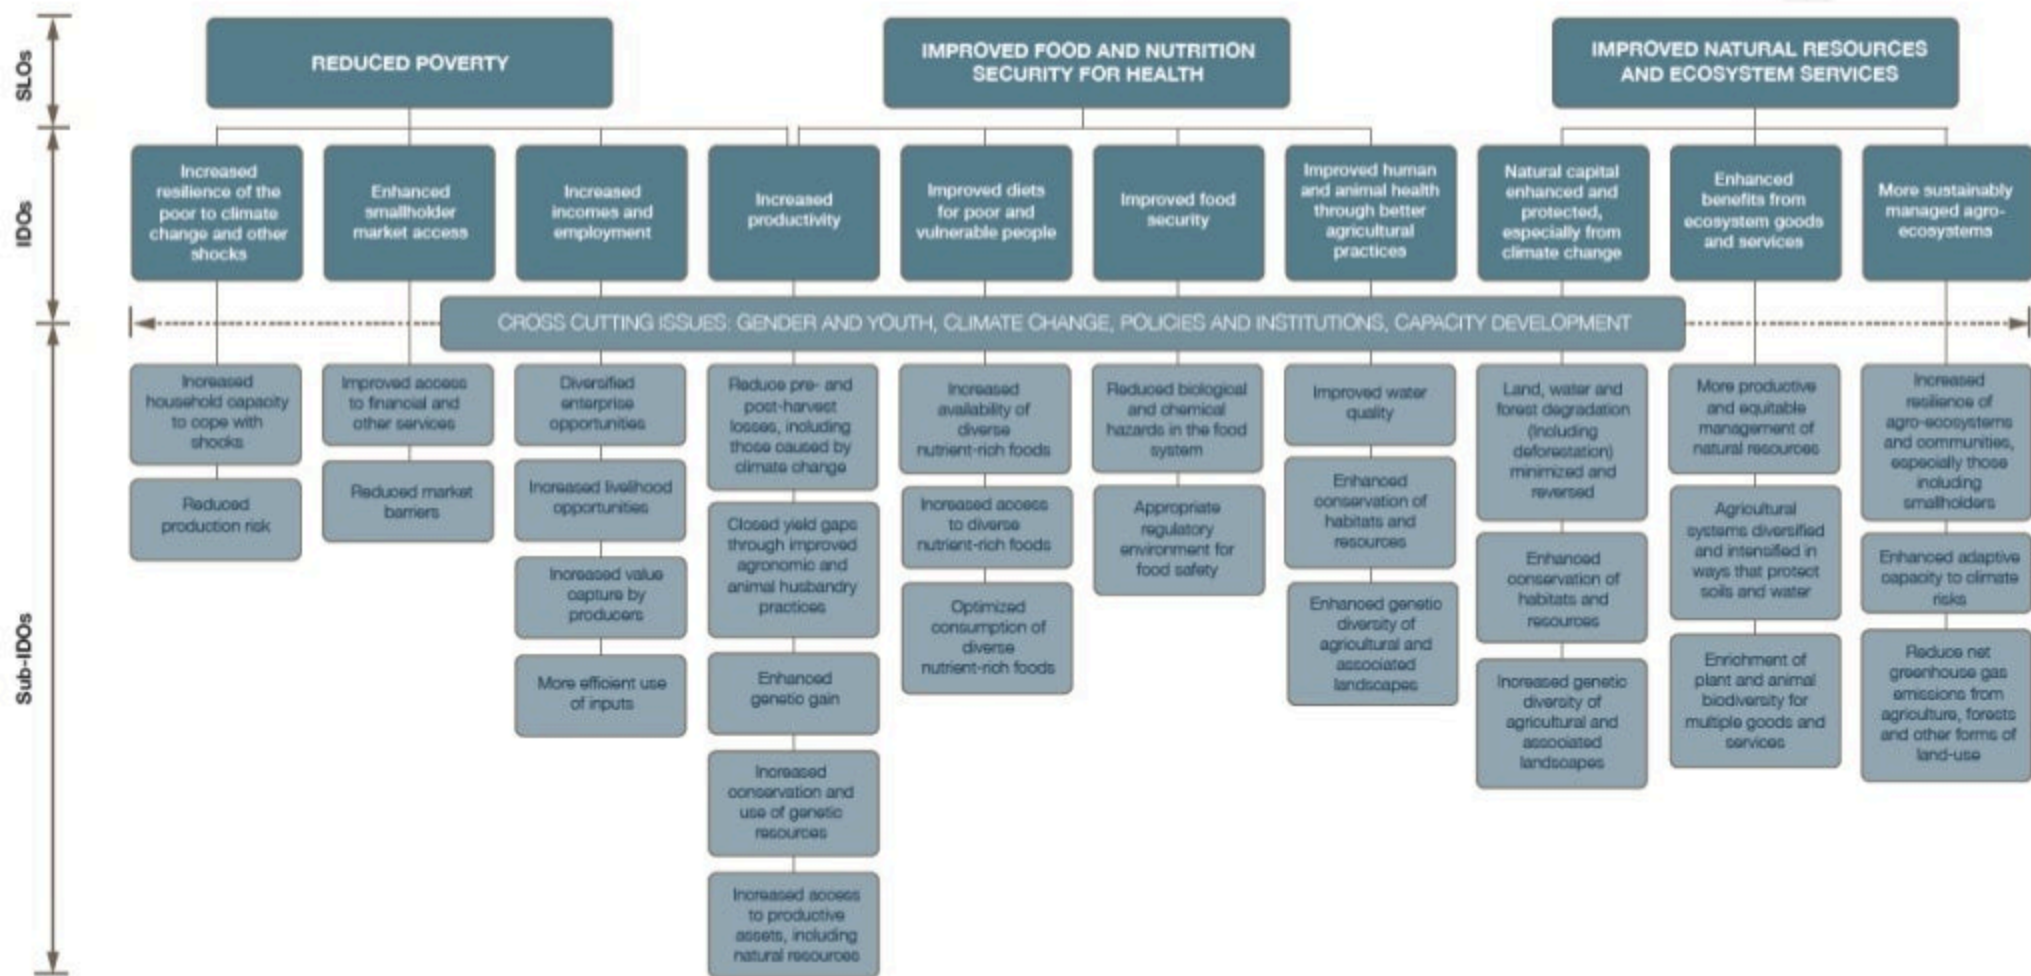 SLOs
REDUCED POVERTY
IMPROVED FOOD AND NUTRITION
SECURITY FOR HEALTH
IMPROVED NATURAL RESOURCES
AND ECOSYSTEM SERVICES
IDOs
Increased
resilience of the
poor to climate
change and other
shocks
Enhanced
smallholder
market access
Increased
incomes and
employment
Increased
productivity
Improved diets
for poor and
vulnerable people
Improved food
security
Improved human
and animal health
through better
agricultural
practices
Natural capital
enhanced and
protected,
especially from
climate change
Enhanced
benefits from
ecosystem goods
and services
More sustainably
managed agro-
ecosystems
CROSS CUTTING ISSUES: GENDER AND YOUTH, CLIMATE CHANGE, POLICIES AND INSTITUTIONS, CAPACITY DEVELOPMENT
Sub-IDOs
Increased
household capacity
to cope with
shocks
Reduced
production risk
Improved access
to financial and
other services
Reduced market
barriers
Diversified
enterprise
opportunities
Increased livelihood
opportunities
Increased value
capture by
producers
More efficient use
of inputs
Reduce pre- and
post-harvest
losses, including
those caused by
climate change
Closed yield gaps
through improved
agronomic and
animal husbandry
practices
Enhanced
genetic gain
Increased
conservation and
use of genetic
resources
Increased access
to productive
assets, including
natural resources
Increased
availability of
diverse
nutrient-rich foods
Increased access
to diverse
nutrient-rich foods
Optimized
consumption of
diverse
nutrient-rich foods
Reduced biological
and chemical
hazards in the food
system
Appropriate
regulatory
environment for
food safety
Improved water
quality
Enhanced
conservation of
habitats and
resources
Enhanced genetic
diversity of
agricultural and
associated
landscapes
Land, water and
forest degradation
(Including
deforestation)
minimized and
reversed
Enhanced
conservation of
habitats and
resources
Increased genetic
diversity of
agricultural and
associated
landscapes
More productive
and equitable
management of
natural resources
Agricultural
systems diversified
and intensified in
ways that protect
soils and water
Enrichment of
plant and animal
biodiversity for
multiple goods and
services
Increased
resilience of
agro-ecosystems
and communities,
especially those
including
smallholders
Enhanced adaptive
capacity to climate
risks
Reduce net
greenhouse gas
emissions from
agriculture, forests
and other forms of
land-use